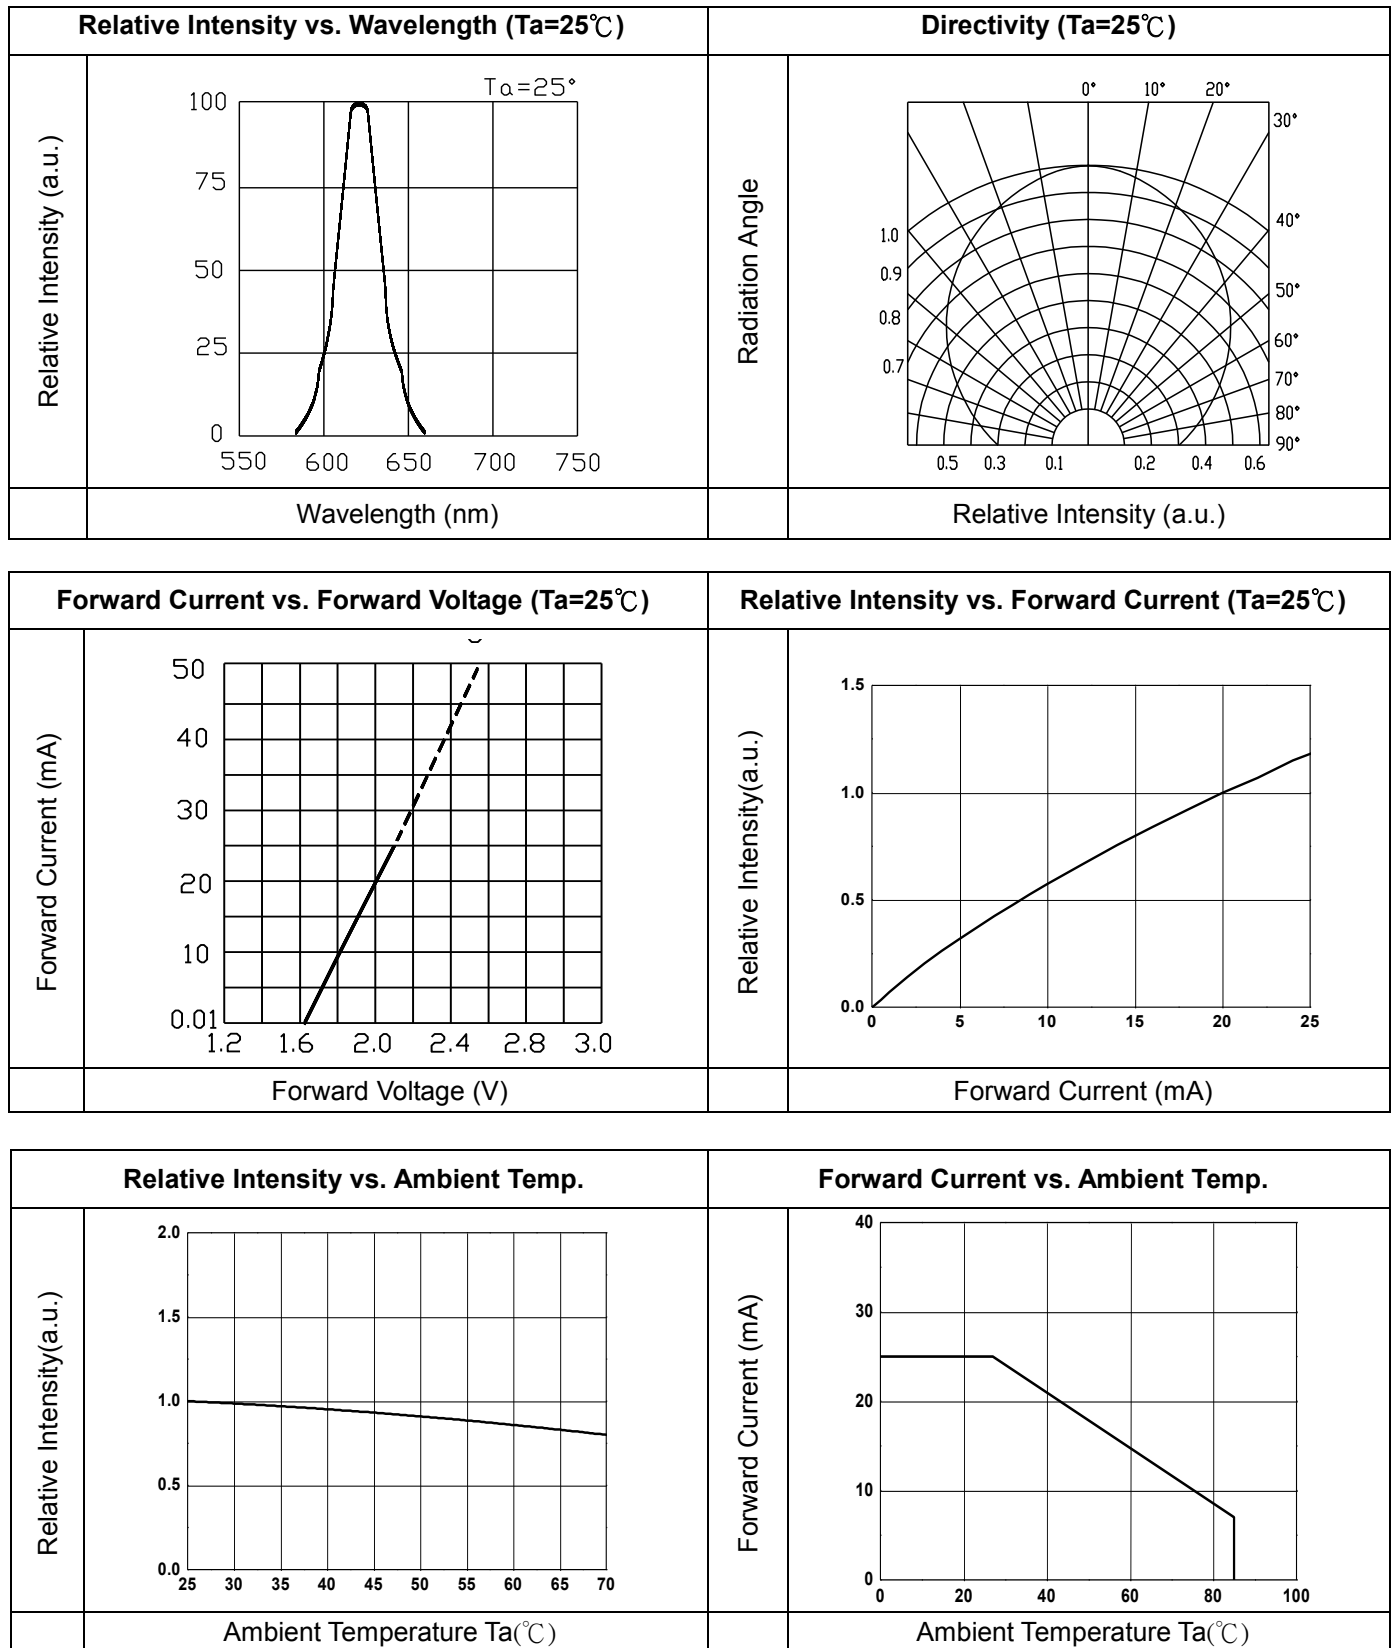 Relative Intensity vs. Wavelength (Ta=25℃)
Directivity (Ta=25℃)
Relative Intensity (a.u.)
Ta=25°
100
75
50
25
0
550 600 650 700 750
Wavelength (nm)
Radiation Angle
0° 10° 20°
30°
40°
50°
60°
70°
80°
90°
1.0
0.9
0.8
0.7
0.5 0.3 0.1 0.2 0.4 0.6
Relative Intensity (a.u.)
Forward Current vs. Forward Voltage (Ta=25℃)
Relative Intensity vs. Forward Current (Ta=25℃)
Forward Current (mA)
50
40
30
20
10
0.01
1.2 1.6 2.0 2.4 2.8 3.0
Forward Voltage (V)
Relative Intensity(a.u.)
1.5
1.0
0.5
0.0
0 5 10 15 20 25
Forward Current (mA)
Relative Intensity vs. Ambient Temp.
Forward Current vs. Ambient Temp.
Relative Intensity(a.u.)
2.0
1.5
1.0
0.5
0.0
25 30 35 40 45 50 55 60 65 70
Ambient Temperature Ta(℃)
Forward Current (mA)
40
30
20
10
0
0 20 40 60 80 100
Ambient Temperature Ta(℃)